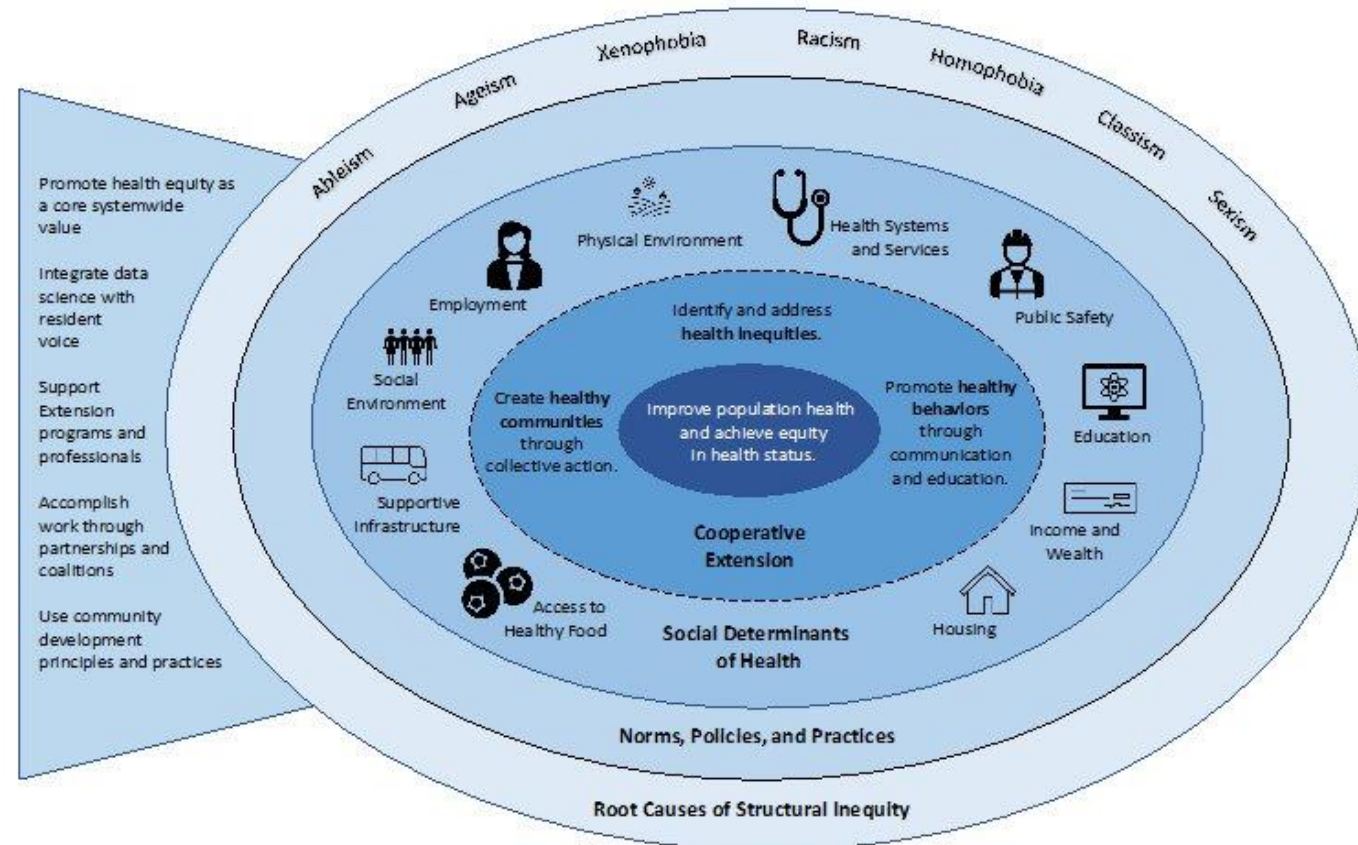 Promote health equity as
a core systemwide
value
Integrate data
science with
resident
voice
Support
Extension
programs and
professionals
Accomplish
work through
partnerships and
coalitions
Use community
development
principles and practices
Ableism
Ageism
Xenophobia
Racism
Homophobia
Classism
Sexism
Physical Environment
Health Systems
and Services
Employment
Public Safety
Social
Environment
Education
Supportive
Infrastructure
Income and
Wealth
Access to
Healthy Food
Housing
Identify and address
health inequities.
Create healthy
communities
through
collective action.
Improve population health
and achieve equity
in health status.
Promote healthy
behaviors
through
communication
and education.
Cooperative
Extension
Social Determinants
of Health
Norms, Policies, and Practices
Root Causes of Structural Inequity